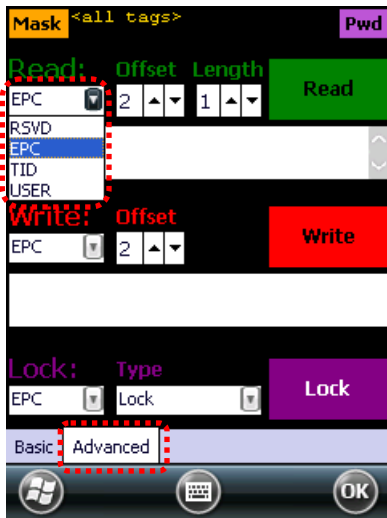 Mask <all tags> Pwd
Read: Offset Length
EPC 2 1 Read
RSVD
EPC
TID
USER
Write: Offset
EPC 2 Write
Lock: Type
EPC Lock Lock
Basic Advanced
OK